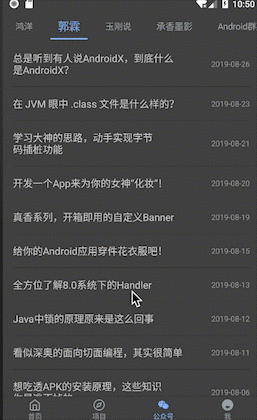 10:50
鸿洋 郭霖 玉刚说 承香墨影 Android群
总是听到有人说AndroidX，到底什么
是AndroidX？
2019-08-26
在 JVM 眼中 .class 文件是什么样的？
2019-08-23
学习大神的思路，动手实现字节
码插桩功能
2019-08-21
开发一个App来为你的女神“化妆”！
2019-08-20
真香系列，开箱即用的自定义Banner
2019-08-19
给你的Android应用穿件花衣服吧！
2019-08-15
全方位了解8.0系统下的Handler
2019-08-13
Java中锁的原理原来是这么回事
2019-08-12
看似深奥的面向切面编程，其实很简单
2019-08-11
想吃透APK的安装原理，这些知识
2019-08-06
首页 项目 公众号 我